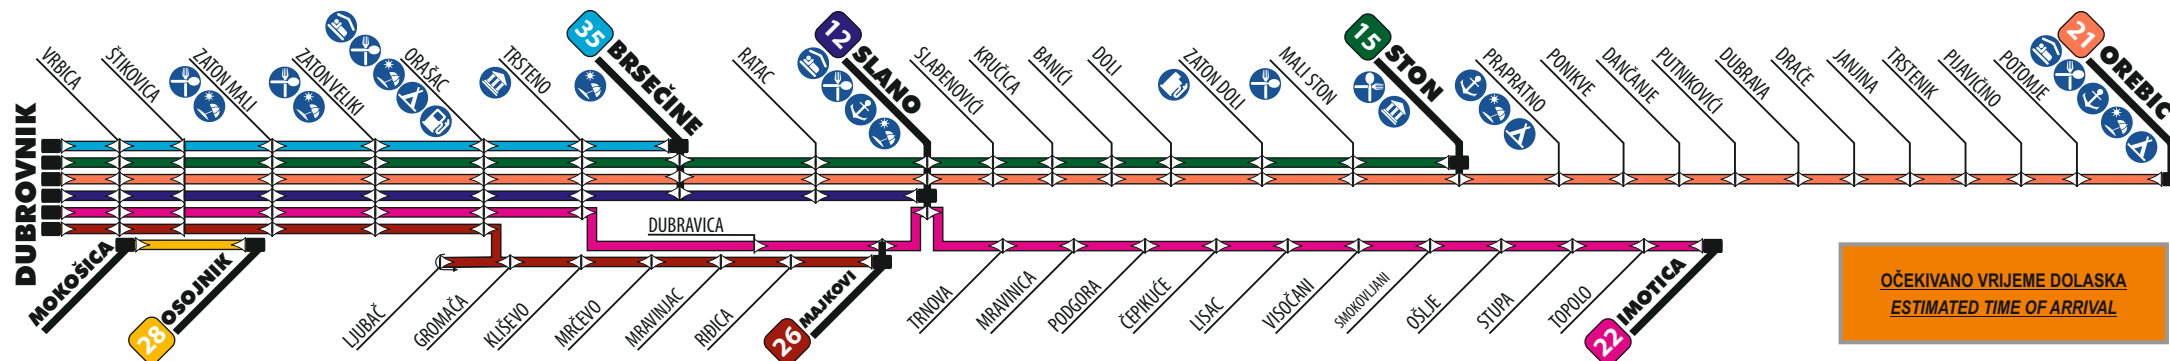 DUBROVNIK
VRBICA
ŠTIKOVICA
ZATON MALI
ZATON VELIKI
ORAŠAC
TRSTENO
35 BRSEČINE
RATAC
12 SLANO
SLAĐENOVIĆI
KRUČICA
BANIĆI
DOLI
ZATON DOLI
MALI STON
15 STON
PRAPRATNO
PONIKVE
DANČANJE
PUTNIKOVIĆI
DUBRAVA
DRAČE
JANJINA
TRSTENIK
PIJAVIČINO
POTOMJE
21 OREBIC
DUBRAVICA
MOKOŠICA
28 OSOJNIK
LJUBAČ
GROMAČA
KLIŠEVO
MRČEVO
MRAVINJAC
RIĐICA
26 MAJKOVI
TRNOVA
MRAVINICA
PODGORA
ČEPIKUĆE
LISAC
VISOČANI
SMOKOVLJANI
OŠLJE
STUPA
TOPOLO
22 IMOTICA
OČEKIVANO VRIJEME DOLASKA
ESTIMATED TIME OF ARRIVAL